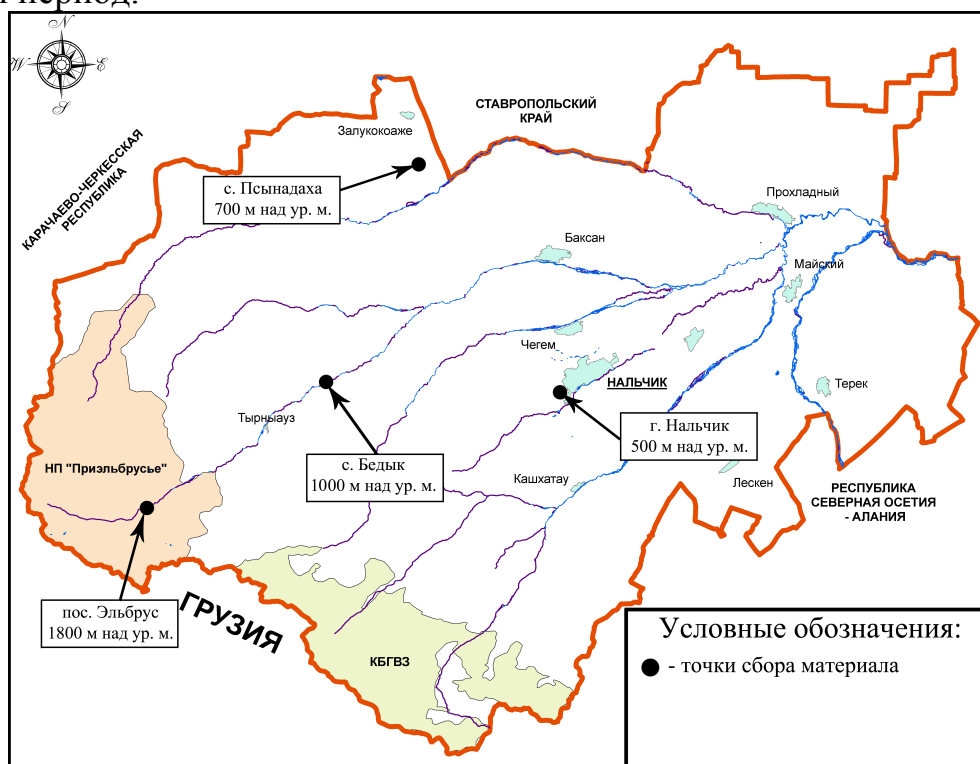 период.
N
W
E
S
СТАВРОПОЛЬСКИЙ
КРАЙ
Залукокоаже
КАРАЧАЕВО-ЧЕРКЕССКАЯ
РЕСПУБЛИКА
с. Псынадаха
700 м над ур. м.
Прохладный
Баксан
Майский
Чегем
НАЛЬЧИК
Терек
Тырныауз
г. Нальчик
500 м над ур. м.
с. Бедык
1000 м над ур. м.
НП "Приэльбрусье"
Кашхатау
Лескен
РЕСПУБЛИКА
СЕВЕРНАЯ ОСЕТИЯ
- АЛАНИЯ
пос. Эльбрус
1800 м над ур. м.
ГРУЗИЯ
КБГВЗ
Условные обозначения:
- точки сбора материала